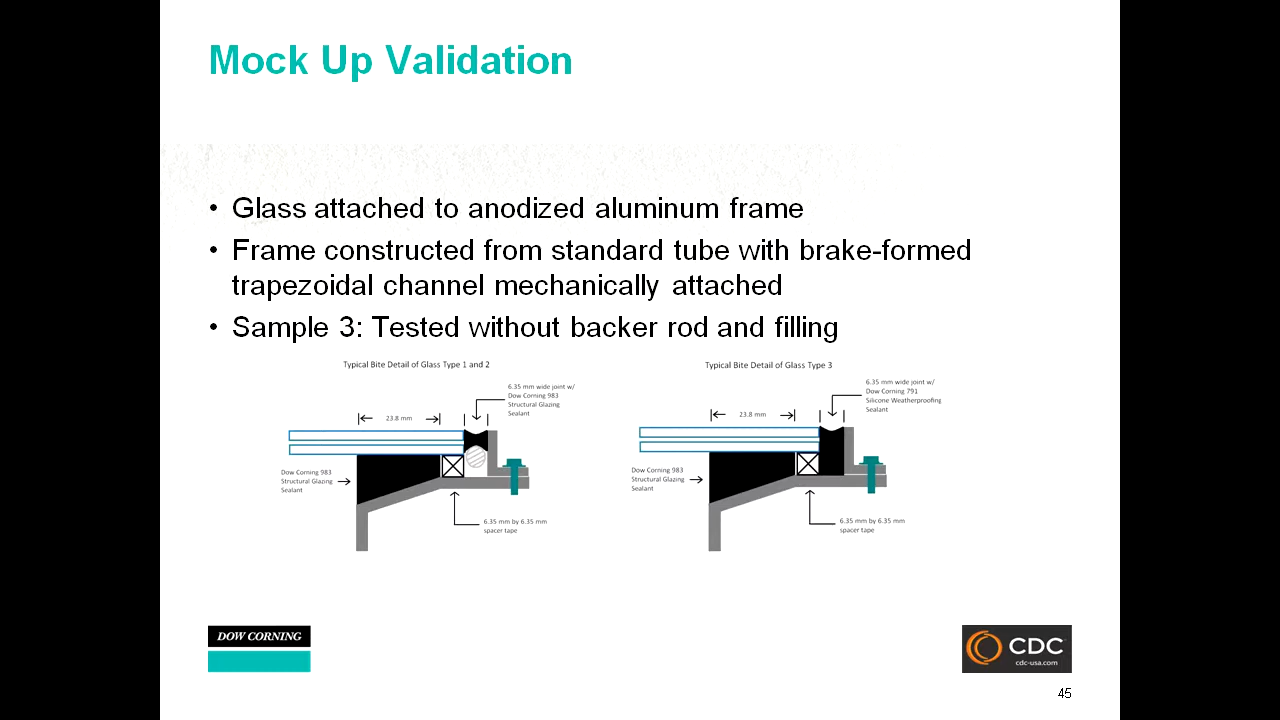 Mock Up Validation
• Glass attached to anodized aluminum frame
• Frame constructed from standard tube with brake-formed
trapezoidal channel mechanically attached
• Sample 3: Tested without backer rod and filling
Typical Bite Detail of Glass Type 1 and 2
6.35 mm wide joint w/
Dow Corning 983
Structural Glazing
Sealant
23.8 mm
Dow Corning 983
Structural Glazing
Sealant
6.35 mm by 6.35 mm
spacer tape
Typical Bite Detail of Glass Type 3
6.35 mm wide joint w/
Dow Corning 791
Silicone Weatherproofing
Sealant
23.8 mm
Dow Corning 983
Structural Glazing
Sealant
6.35 mm by 6.35 mm
spacer tape
DOW CORNING
CDC
cdc-usa.com
45